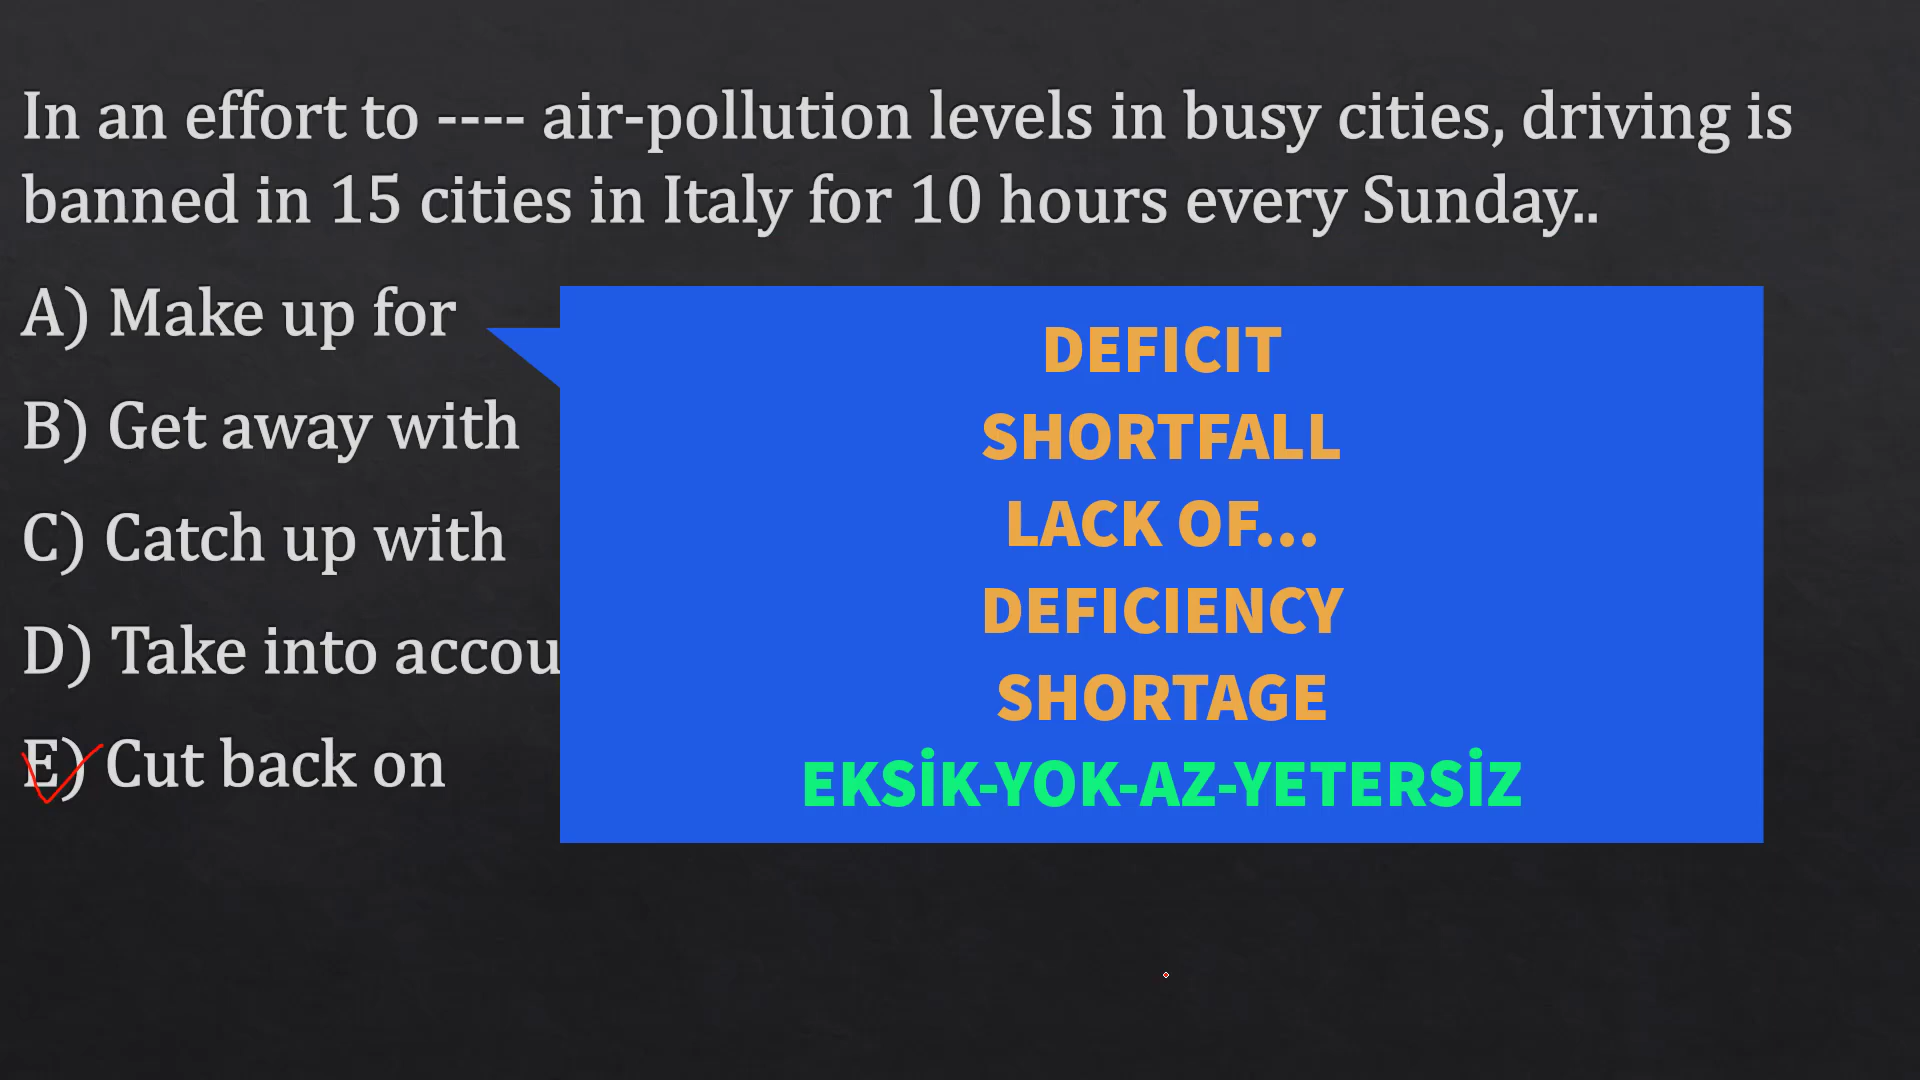 In an effort to ---- air-pollution levels in busy cities, driving is
banned in 15 cities in Italy for 10 hours every Sunday..
A) Make up for
B) Get away with
C) Catch up with
D) Take into accou
E) Cut back on
DEFICIT
SHORTFALL
LACK OF...
DEFICIENCY
SHORTAGE
EKSİK-YOK-AZ-YETERSİZ